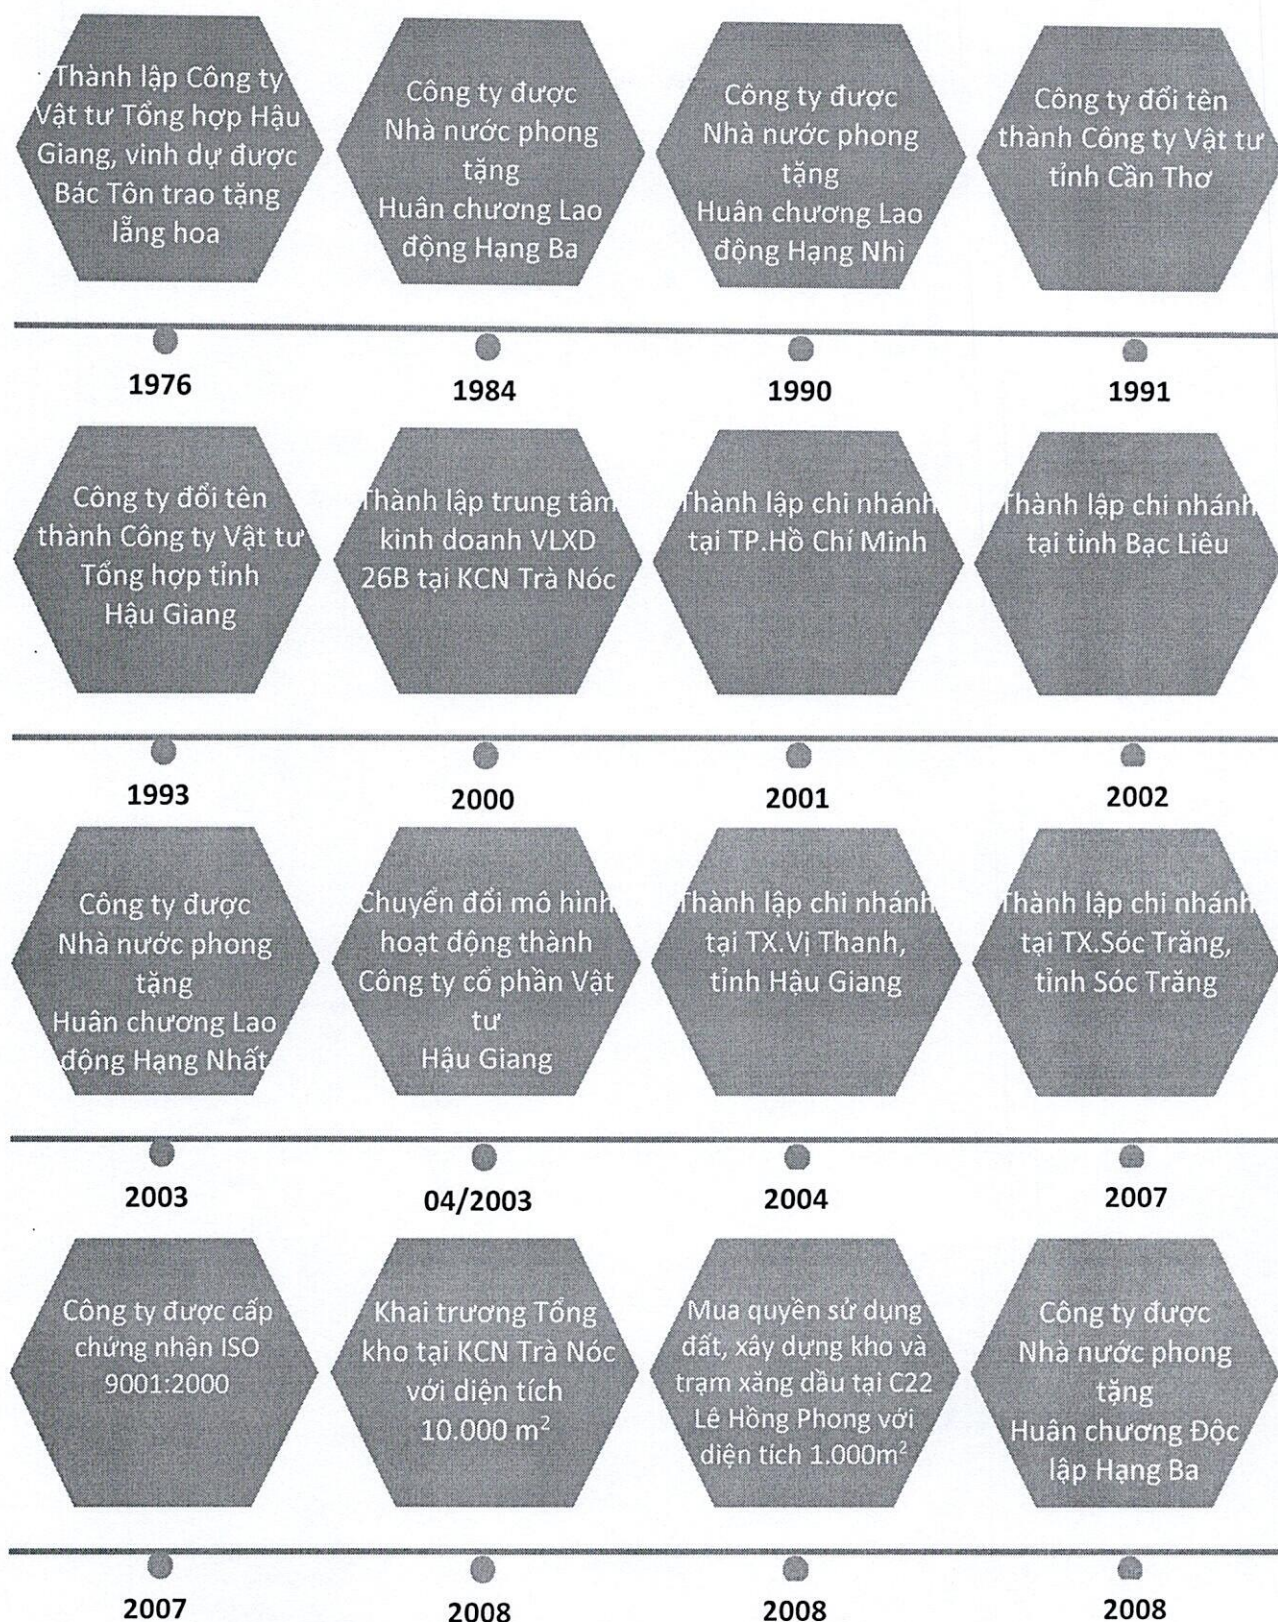 Thành lập Công ty
Vật tư Tổng hợp Hậu
Giang, vinh dự được
Bác Tôn trao tặng
lẵng hoa
Công ty được
Nhà nước phong
tặng
Huân chương Lao
động Hạng Ba
Công ty được
Nhà nước phong
tặng
Huân chương Lao
động Hạng Nhì
Công ty đổi tên
thành Công ty Vật tư
tỉnh Cần Thơ
1976
1984
1990
1991
Công ty đổi tên
thành Công ty Vật tư
Tổng hợp tỉnh
Hậu Giang
Thành lập trung tâm
kinh doanh VLXD
26B tại KCN Trà Nóc
Thành lập chi nhánh
tại TP.Hồ Chí Minh
Thành lập chi nhánh
tại tỉnh Bạc Liêu
1993
2000
2001
2002
Công ty được
Nhà nước phong
tặng
Huân chương Lao
động Hạng Nhất
Chuyển đổi mô hình
hoạt động thành
Công ty cổ phần Vật
tư
Hậu Giang
Thành lập chi nhánh
tại TX.Vị Thanh,
tỉnh Hậu Giang
Thành lập chi nhánh
tại TX.Sóc Trăng,
tỉnh Sóc Trăng
2003
04/2003
2004
2007
Công ty được cấp
chứng nhận ISO
9001:2000
Khai trương Tổng
kho tại KCN Trà Nóc
với diện tích
10.000 m²
Mua quyền sử dụng
đất, xây dựng kho và
trạm xăng dầu tại C22
Lê Hồng Phong với
diện tích 1.000m²
Công ty được
Nhà nước phong
tặng
Huân chương Độc
lập Hạng Ba
2007
2008
2008
2008